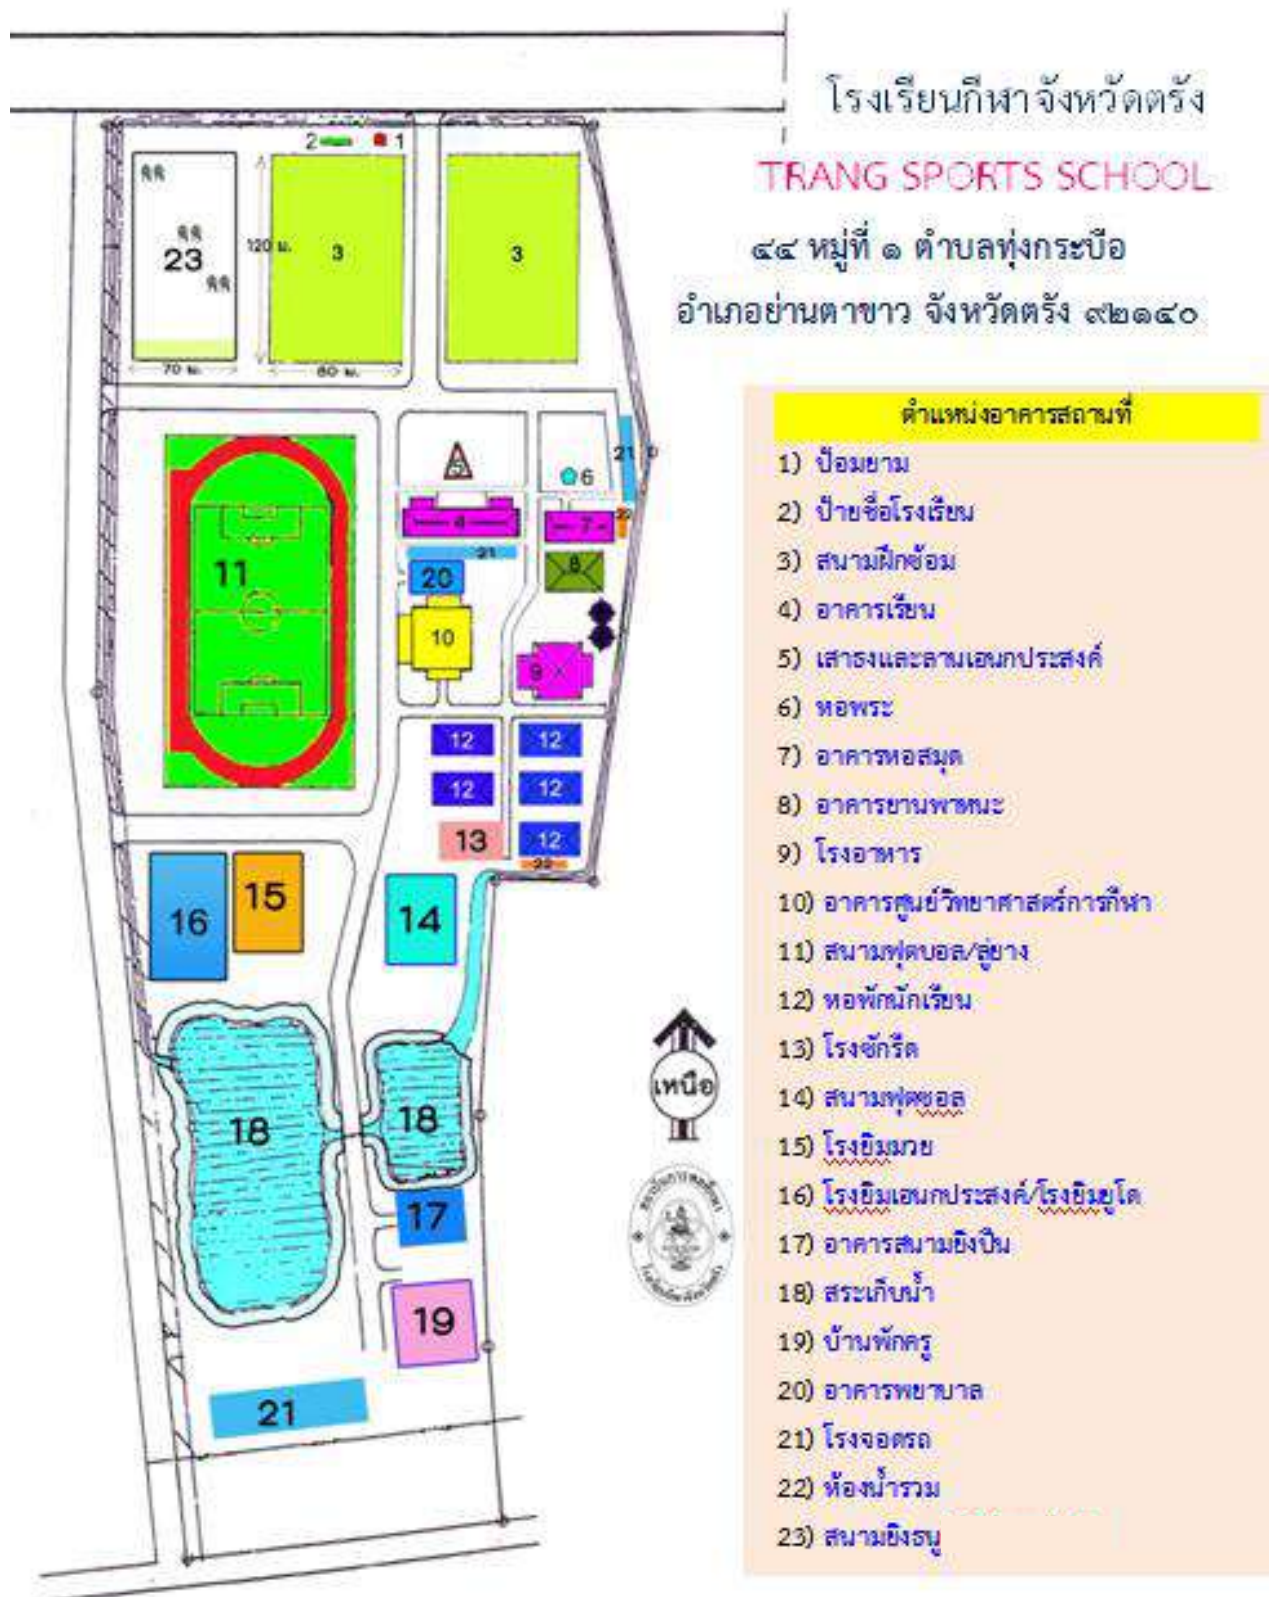 โรงเรียนกีฬาจังหวัดตรัง
TRANG SPORTS SCHOOL
๔๔ หมู่ที่ ๑ ตำบลทุ่งกระบือ
อำเภอย่านตาขาว จังหวัดตรัง ๙๒๑๔๐
2 1
23 120 ม. 3 3
70 ม. 80 ม.
21
5 6
22
4 7
21 8
11 20
10
9
12 12
12 12
13 12
22
16 15 14
เหนือ
18 18
17
19
21
ตำแหน่งอาคารสถานที่
1) ป้อมยาม
2) ป้ายชื่อโรงเรียน
3) สนามฝึกซ้อม
4) อาคารเรียน
5) เสาธงและลานเอนกประสงค์
6) หอพระ
7) อาคารหอสมุด
8) อาคารยานพาหนะ
9) โรงอาหาร
10) อาคารศูนย์วิทยาศาสตร์การกีฬา
11) สนามฟุตบอล/ลู่ยาง
12) หอพักนักเรียน
13) โรงซักรีด
14) สนามฟุตซอล
15) โรงยิมมวย
16) โรงยิมเอนกประสงค์/โรงยิมยูโด
17) อาคารสนามยิงปืน
18) สระเก็บน้ำ
19) บ้านพักครู
20) อาคารพยาบาล
21) โรงจอดรถ
22) ห้องน้ำรวม
23) สนามยิงธนู